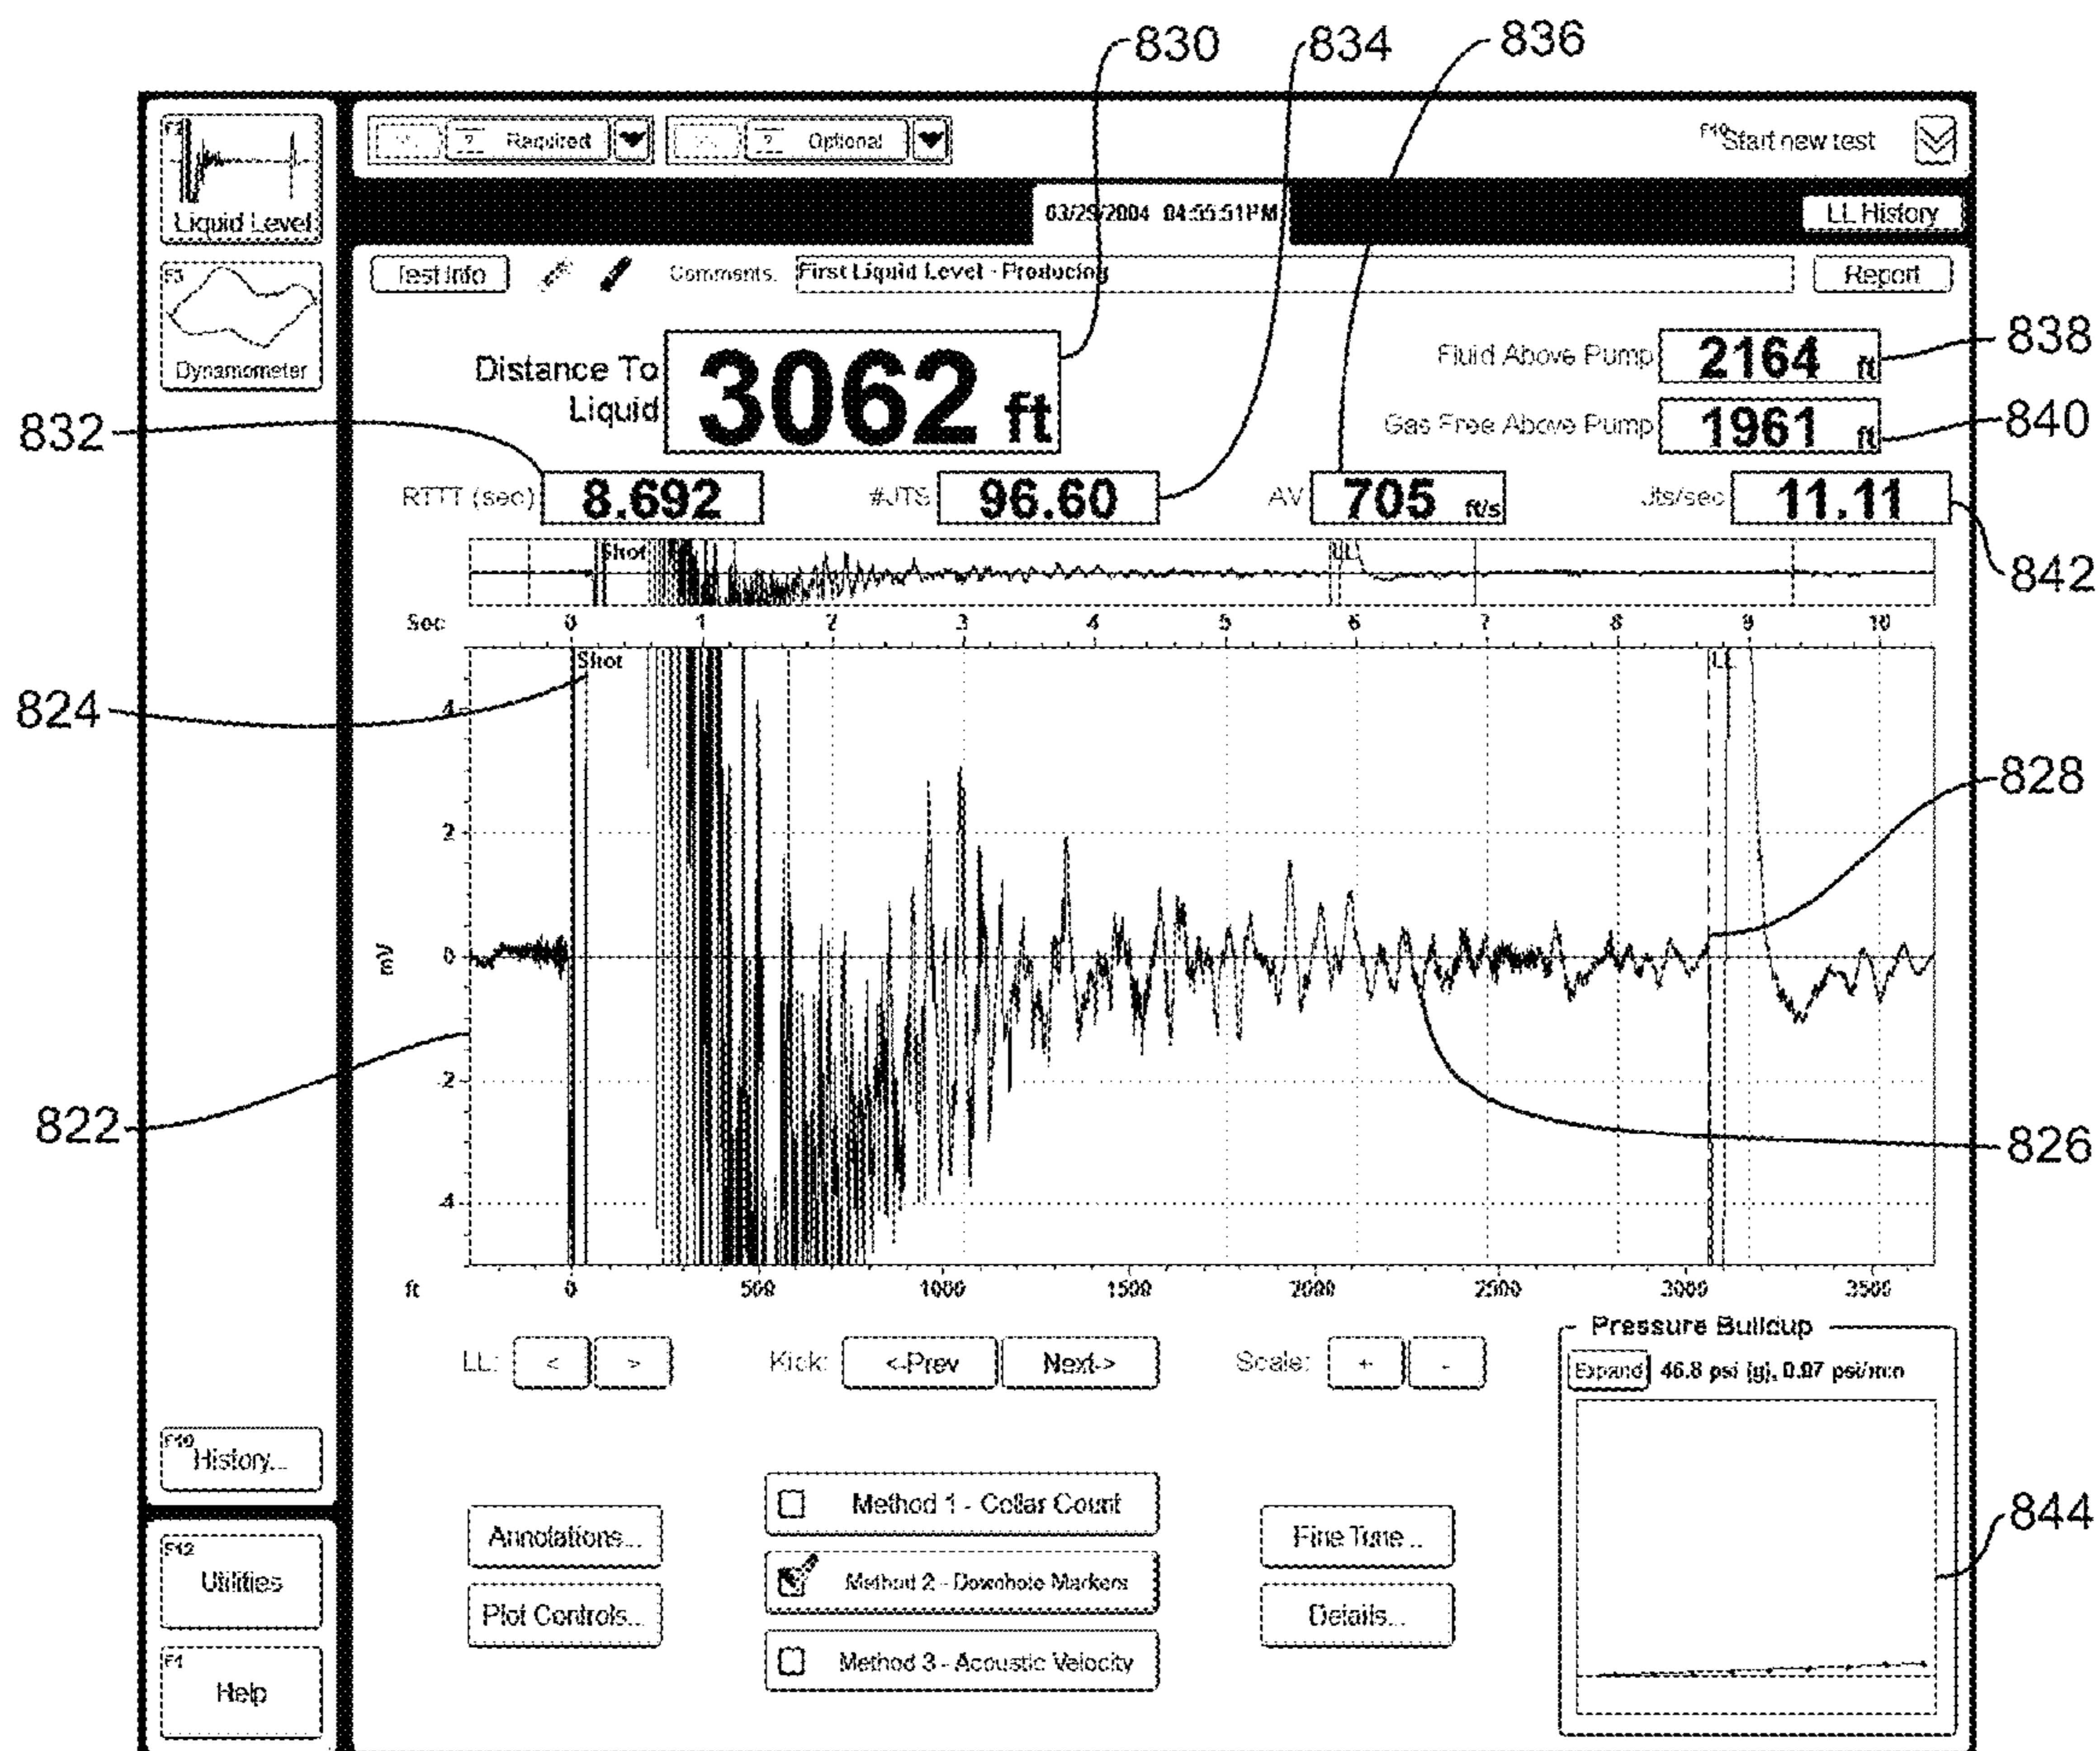 830 834 836
F2 Liquid Level
? Required ? Optional F10 Start new test
03/29/2004 04:55:51PM LL History
F3 Dynamometer
Test Info Comments: First Liquid Level - Producing Report
Distance To Liquid 3062 ft
Fluid Above Pump 2164 ft 838
Gas Free Above Pump 1961 ft 840
832
RTTT (sec) 8.692 #JTS 96.60 AV 705 ft/s Jts/sec 11.11
842
Shot LL
Sec 0 1 2 3 4 5 6 7 8 9 10
Shot LL
824
828
822
826
mV
4
2
0
-2
-4
ft 0 500 1000 1500 2000 2500 3000 3500
LL: < > Kick: <-Prev Next-> Scale: + -
Pressure Buildup
Expand 46.8 psi (g), 0.07 psi/min
F10 History...
Annotations... Method 1 - Collar Count Fine Tune ..
844
F12 Utilities
Method 2 - Downhole Markers
Plot Controls... Details...
Method 3 - Acoustic Velocity
F1 Help